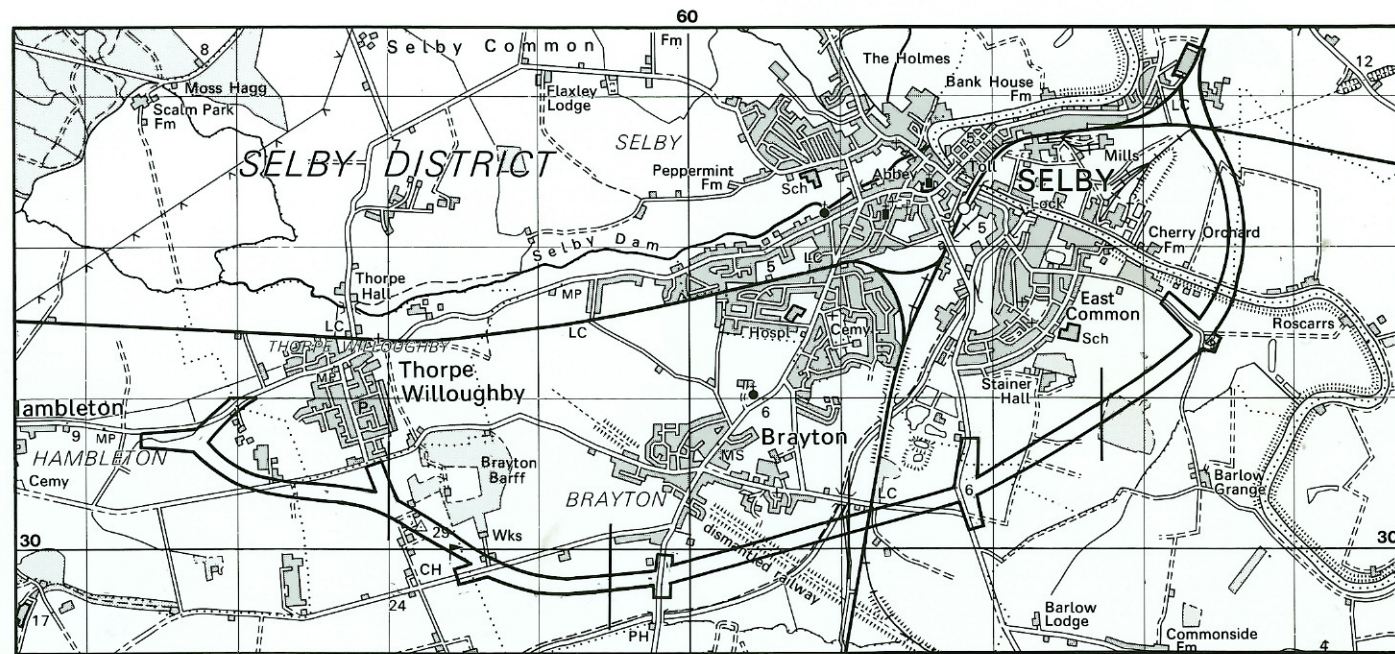 60
8
Moss Hagg
Scalm Park
Fm
Selby Common
Flaxley
Lodge
Fm
The Holmes
Bank House
Fm
LC
12
SELBY DISTRICT
SELBY
Peppermint
Fm
Sch
Abbey
Toll
SELBY
Mills
Lock
5
Cherry Orchard
Fm
Selby Dam
Thorpe
Hall
LC
MP
LC
5
LC
Hospl
Cemy
East
Common
Sch
Roscarrs
THORPE WILLOUGHBY
MP
P
Thorpe
Willoughby
Hambleton
9
MP
HAMBLETON
Cemy
Stainer
Hall
6
Brayton
MS
Brayton
Barff
BRAYTON
LC
6
Barlow
Grange
30
29
Wks
CH
24
dismantled railway
30
17
PH
Barlow
Lodge
Commonside
Fm
4